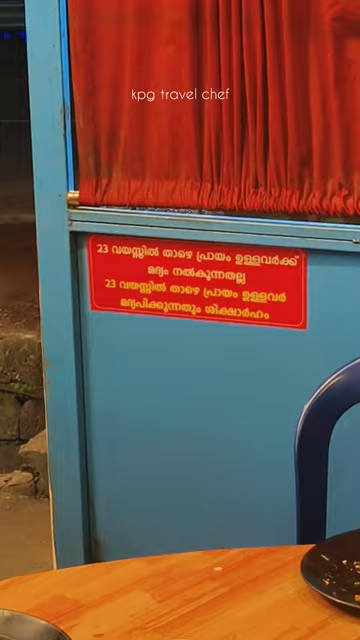 kpg travel chef
23 വയസ്സിൽ താഴെ പ്രായം ഉള്ളവർക്ക്
മദ്യം നൽകുന്നതല്ല
23 വയസ്സിൽ താഴെ പ്രായം ഉള്ളവർ
മദ്യപിക്കുന്നതും ശിക്ഷാർഹം